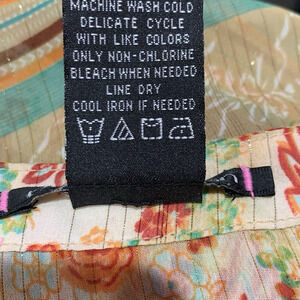 MACHINE WASH COLD
DELICATE CYCLE
WITH LIKE COLORS
ONLY NON-CHLORINE
BLEACH WHEN NEEDED
LINE DRY
COOL IRON IF NEEDED